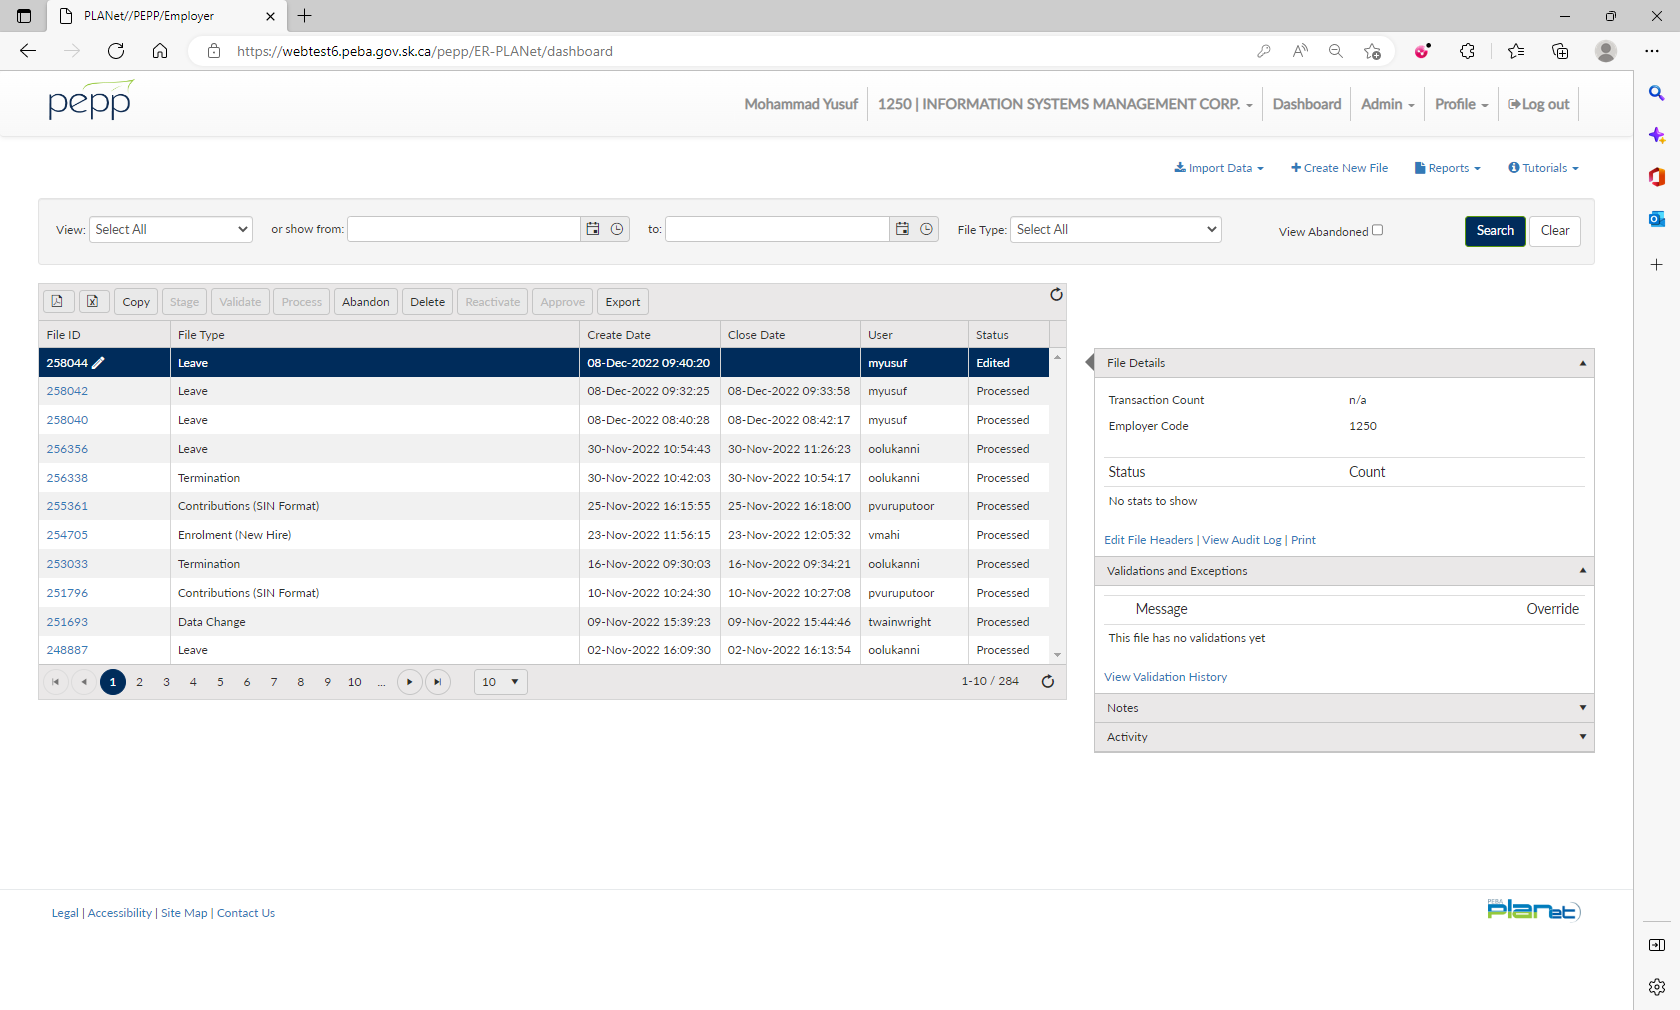 PLANet//PEPP/Employer
https://webtest6.peba.gov.sk.ca/pepp/ER-PLANet/dashboard
pepp
Mohammad Yusuf
1250 | INFORMATION SYSTEMS MANAGEMENT CORP.
Dashboard
Admin
Profile
Log out
Import Data
Create New File
Reports
Tutorials
View: Select All or show from: to: File Type: Select All View Abandoned Search Clear
Copy Stage Validate Process Abandon Delete Reactivate Approve Export
File ID File Type Create Date Close Date User Status
258044 Leave 08-Dec-2022 09:40:20 myusuf Edited
258042 Leave 08-Dec-2022 09:32:25 08-Dec-2022 09:33:58 myusuf Processed
258040 Leave 08-Dec-2022 08:40:28 08-Dec-2022 08:42:17 myusuf Processed
256356 Leave 30-Nov-2022 10:54:43 30-Nov-2022 11:26:23 oolukanni Processed
256338 Termination 30-Nov-2022 10:42:03 30-Nov-2022 10:54:17 oolukanni Processed
255361 Contributions (SIN Format) 25-Nov-2022 16:15:55 25-Nov-2022 16:18:00 pvuruputoor Processed
254705 Enrolment (New Hire) 23-Nov-2022 11:56:15 23-Nov-2022 12:05:32 vmahi Processed
253033 Termination 16-Nov-2022 09:30:03 16-Nov-2022 09:34:21 oolukanni Processed
251796 Contributions (SIN Format) 10-Nov-2022 10:24:30 10-Nov-2022 10:27:08 pvuruputoor Processed
251693 Data Change 09-Nov-2022 15:39:23 09-Nov-2022 15:44:46 twainwright Processed
248887 Leave 02-Nov-2022 16:09:30 02-Nov-2022 16:13:54 oolukanni Processed
1 2 3 4 5 6 7 8 9 10 ... 10 1-10 / 284
File Details
Transaction Count n/a
Employer Code 1250
Status Count
No stats to show
Edit File Headers | View Audit Log | Print
Validations and Exceptions
Message Override
This file has no validations yet
View Validation History
Notes
Activity
Legal | Accessibility | Site Map | Contact Us
PEBA
planet